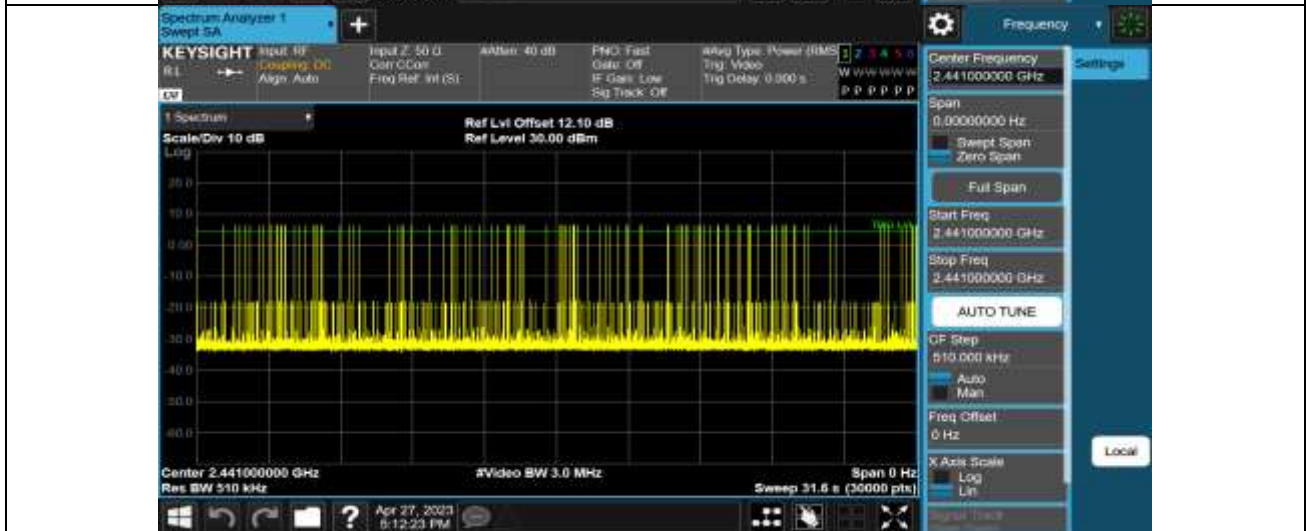 Spectrum Analyzer 1
Swept SA
+
Frequency
KEYSIGHT
RL
Input: RF
Coupling: DC
Align: Auto
Input Z: 50 Ω
Corr CCorr
Freq Ref: Int (S)
#Atten: 40 dB
PNO: Fast
Gate: Off
IF Gain: Low
Sig Track: Off
#Avg Type: Power (RMS
Trig: Video
Trig Delay: 0.000 s
1 2 3 4 5 6
W W W W W W
P P P P P P
1 Spectrum
Scale/Div 10 dB
Log
Ref Lvl Offset 12.10 dB
Ref Level 30.00 dBm
20.0
10.0
0.00
-10.0
-20.0
-30.0
-40.0
-50.0
-60.0
Center 2.441000000 GHz
Res BW 510 kHz
#Video BW 3.0 MHz
Span 0 Hz
Sweep 31.6 s (30000 pts)
Center Frequency
2.441000000 GHz
Settings
Span
0.00000000 Hz
Swept Span
Zero Span
Full Span
Start Freq
2.441000000 GHz
Stop Freq
2.441000000 GHz
AUTO TUNE
CF Step
510.000 kHz
Auto
Man
Freq Offset
0 Hz
X Axis Scale
Log
Lin
Local
?
Apr 27, 2023
5:12:23 PM